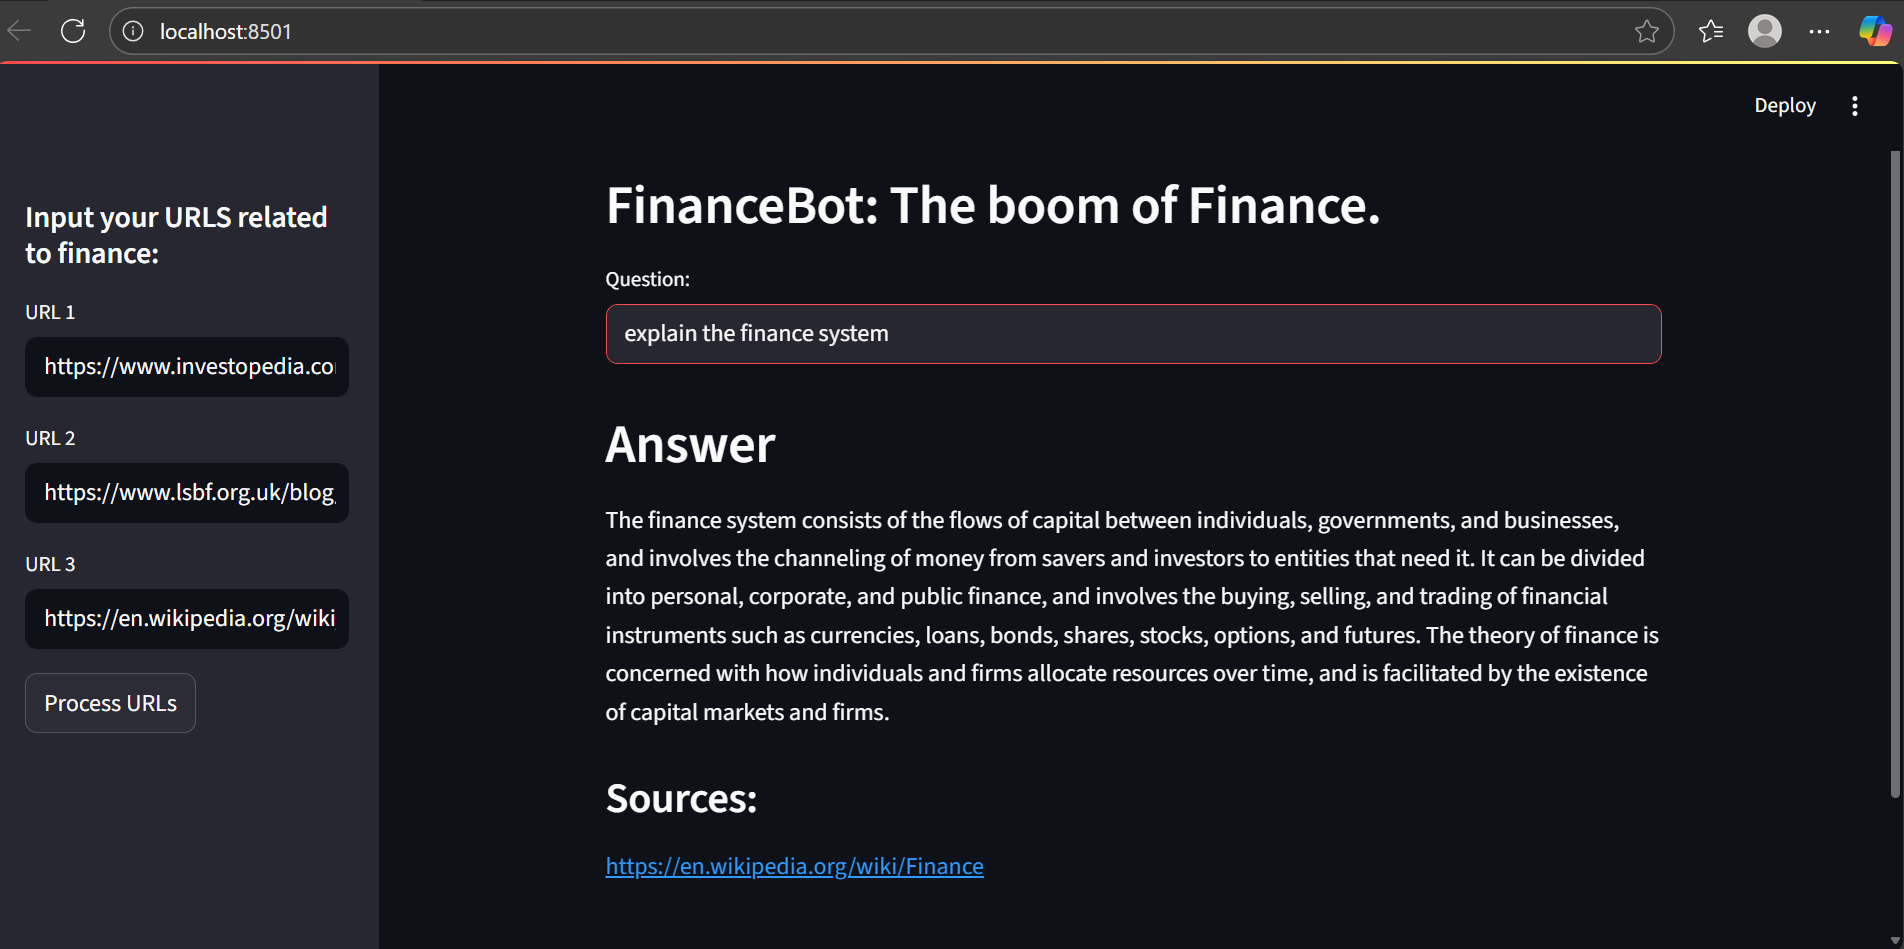 localhost:8501
Deploy
Input your URLS related
to finance:
URL 1
https://www.investopedia.co
URL 2
https://www.lsbf.org.uk/blog
URL 3
https://en.wikipedia.org/wiki
Process URLs
FinanceBot: The boom of Finance.
Question:
explain the finance system
Answer
The finance system consists of the flows of capital between individuals, governments, and businesses,
and involves the channeling of money from savers and investors to entities that need it. It can be divided
into personal, corporate, and public finance, and involves the buying, selling, and trading of financial
instruments such as currencies, loans, bonds, shares, stocks, options, and futures. The theory of finance is
concerned with how individuals and firms allocate resources over time, and is facilitated by the existence
of capital markets and firms.
Sources:
https://en.wikipedia.org/wiki/Finance